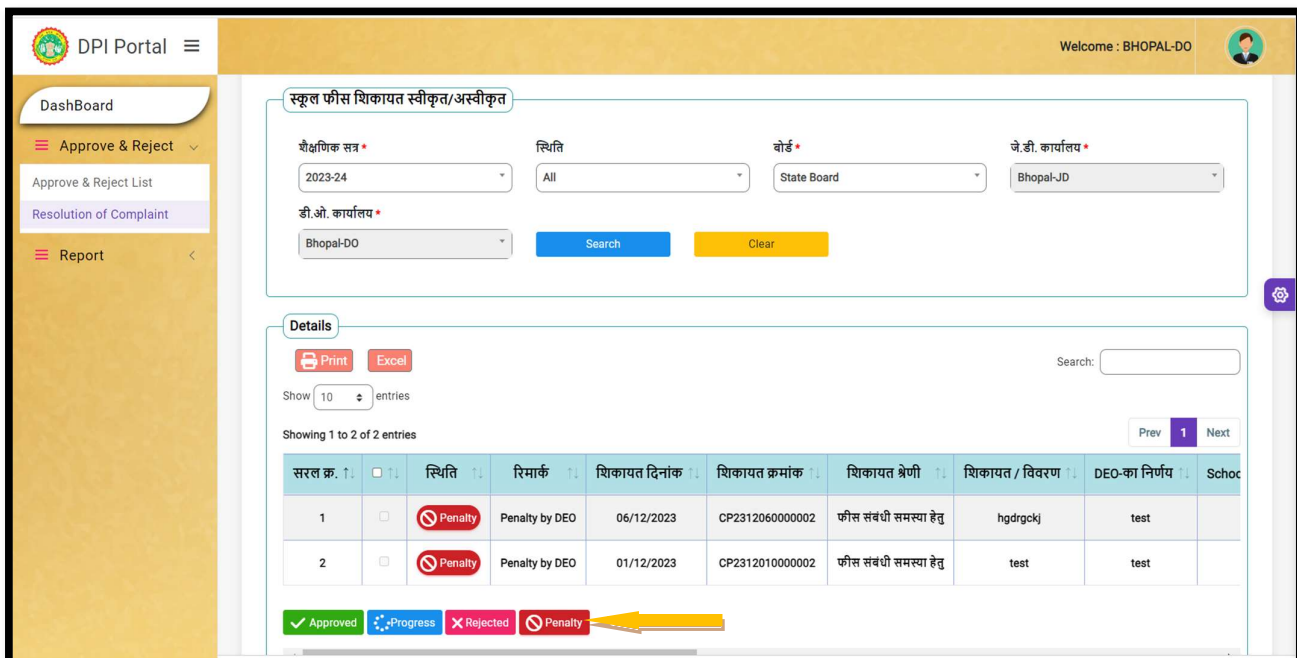 DPI Portal
Welcome : BHOPAL-DO
DashBoard
Approve & Reject
Approve & Reject List
Resolution of Complaint
Report
स्कूल फीस शिकायत स्वीकृत/अस्वीकृत
शैक्षणिक सत्र * स्थिति बोर्ड * जे.डी. कार्यालय *
2023-24 All State Board Bhopal-JD
डी.ओ. कार्यालय *
Bhopal-DO Search Clear
Details
Print Excel Search:
Show 10 entries
Showing 1 to 2 of 2 entries Prev 1 Next
सरल क्र. स्थिति रिमार्क शिकायत दिनांक शिकायत क्रमांक शिकायत श्रेणी शिकायत / विवरण DEO-का निर्णय
1 Penalty Penalty by DEO 06/12/2023 CP2312060000002 फीस संबंधी समस्या हेतु hgdrgckj test
2 Penalty Penalty by DEO 01/12/2023 CP2312010000002 फीस संबंधी समस्या हेतु test test
Approved Progress Rejected Penalty